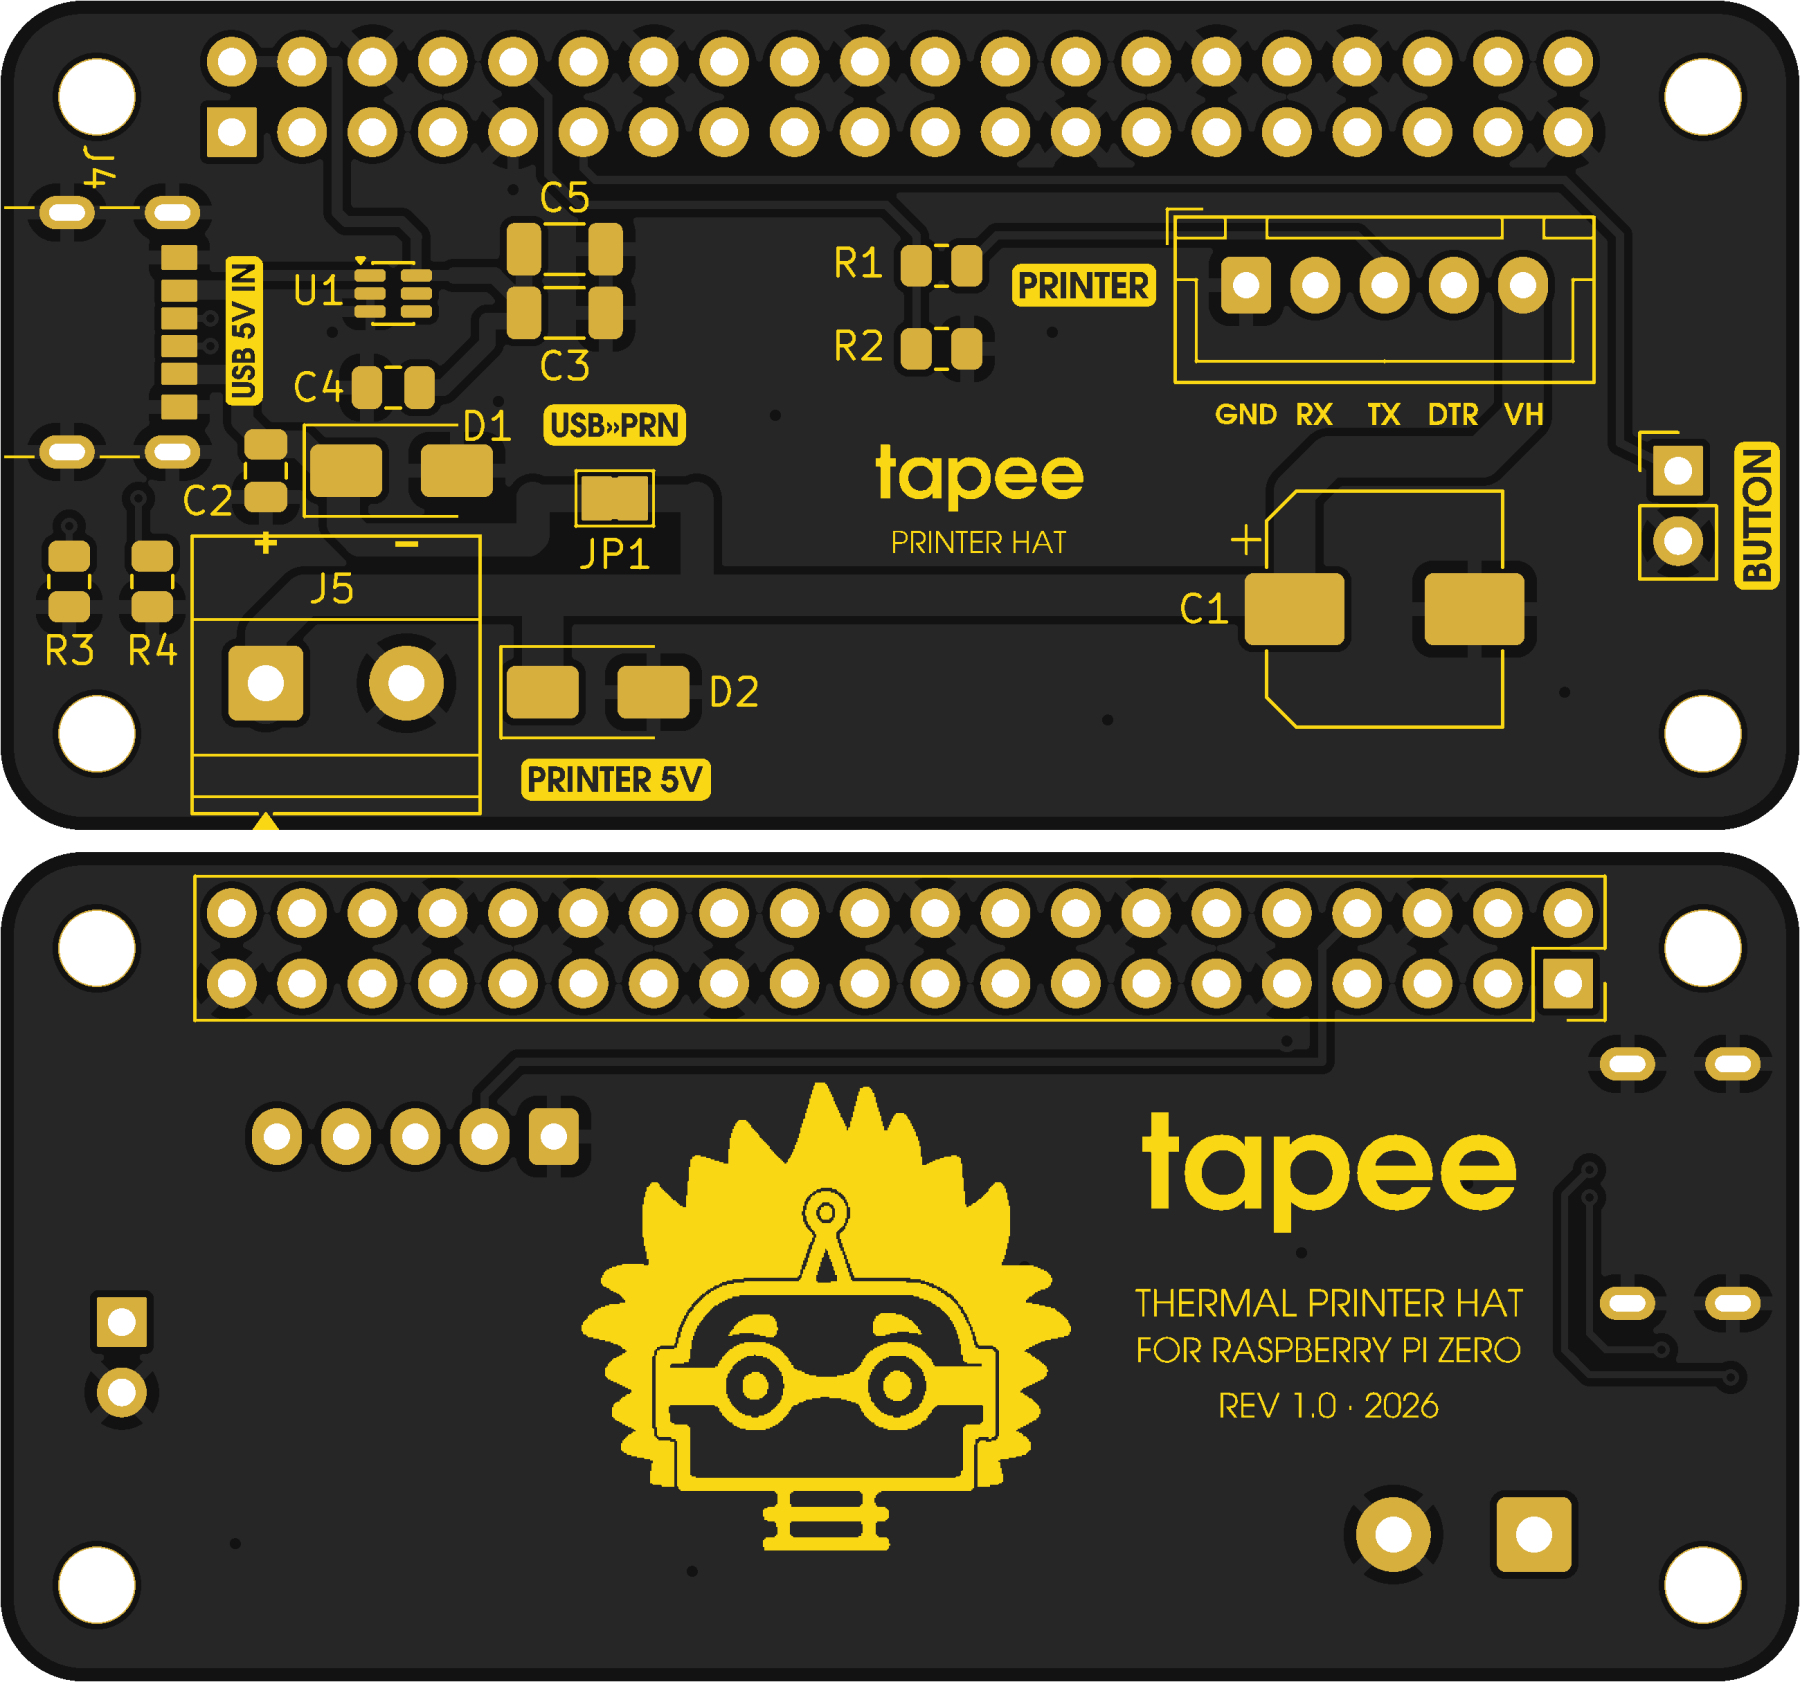 J4
C5
U1
USB 5V IN
R1
PRINTER
R2
C3
C4
D1
USB»PRN
GND RX TX DTR VH
tapee
BUTTON
C2
+ -
PRINTER HAT
+
JP1
J5
C1
R3 R4
D2
PRINTER 5V
tapee
THERMAL PRINTER HAT
FOR RASPBERRY PI ZERO
REV 1.0 · 2026